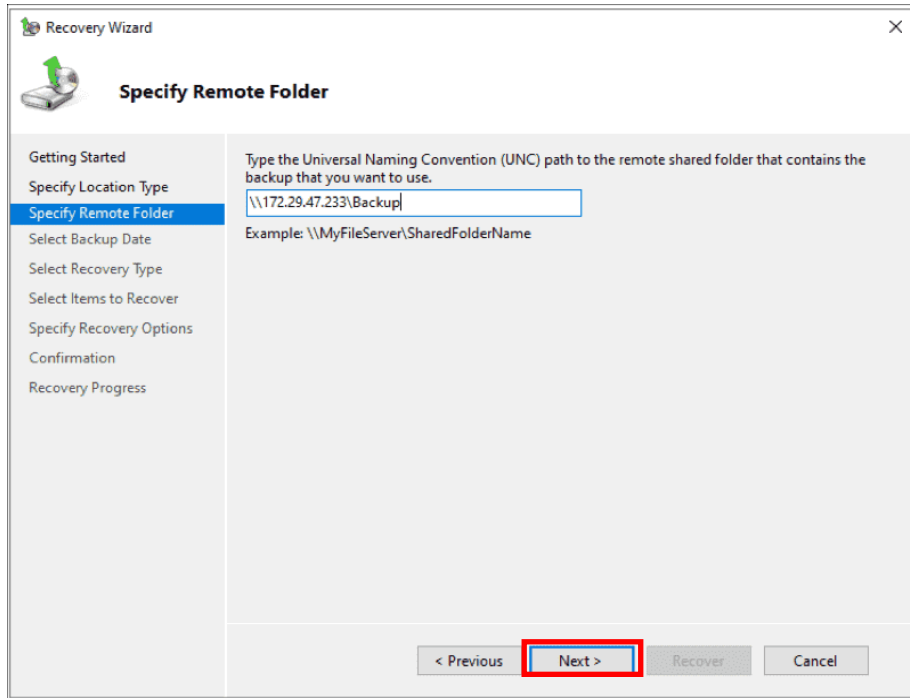 Recovery Wizard
Specify Remote Folder
Getting Started
Specify Location Type
Specify Remote Folder
Select Backup Date
Select Recovery Type
Select Items to Recover
Specify Recovery Options
Confirmation
Recovery Progress
Type the Universal Naming Convention (UNC) path to the remote shared folder that contains the
backup that you want to use.
\\172.29.47.233\Backup
Example: \\MyFileServer\SharedFolderName
< Previous
Next >
Recover
Cancel